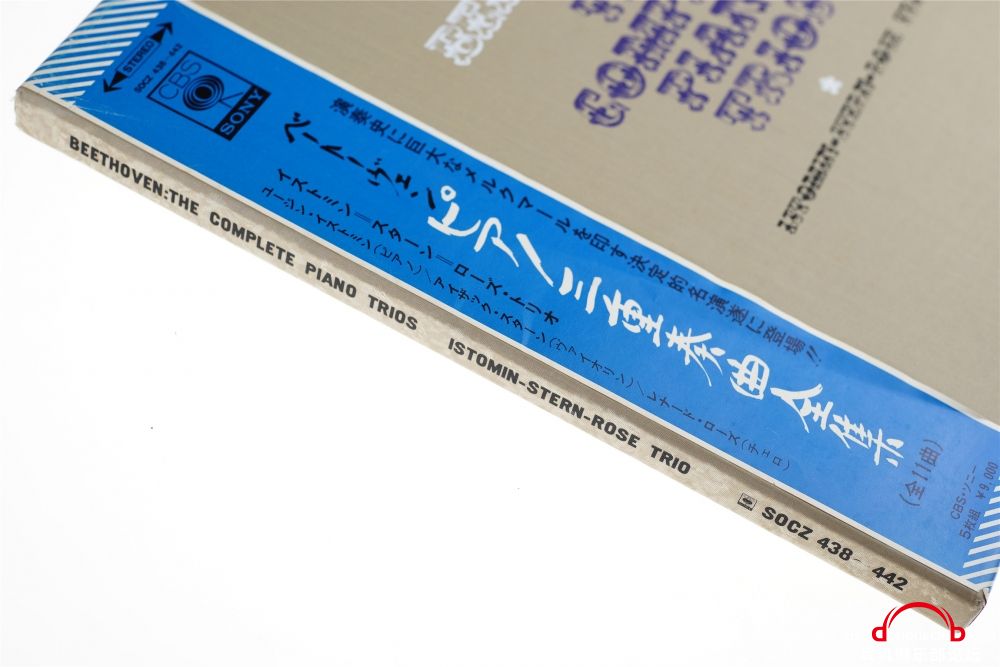 STEREO
SOCZ 438-442
CBS
SONY
演奏史に巨大なメルクマールを印す決定的名演遂に登場!!
ベートーヴェン
ピアノ三重奏曲全集
(全11曲)
イストミン=スターン=ローズ・トリオ
ユージン・イストミン(ピアノ)/アイザック・スターン(ヴァイオリン)/レナード・ローズ(チェロ)
CBS・ソニー
5枚組 ¥9,000
BEETHOVEN:THE COMPLETE PIANO TRIOS ISTOMIN-STERN-ROSE TRIO SOCZ 438-442